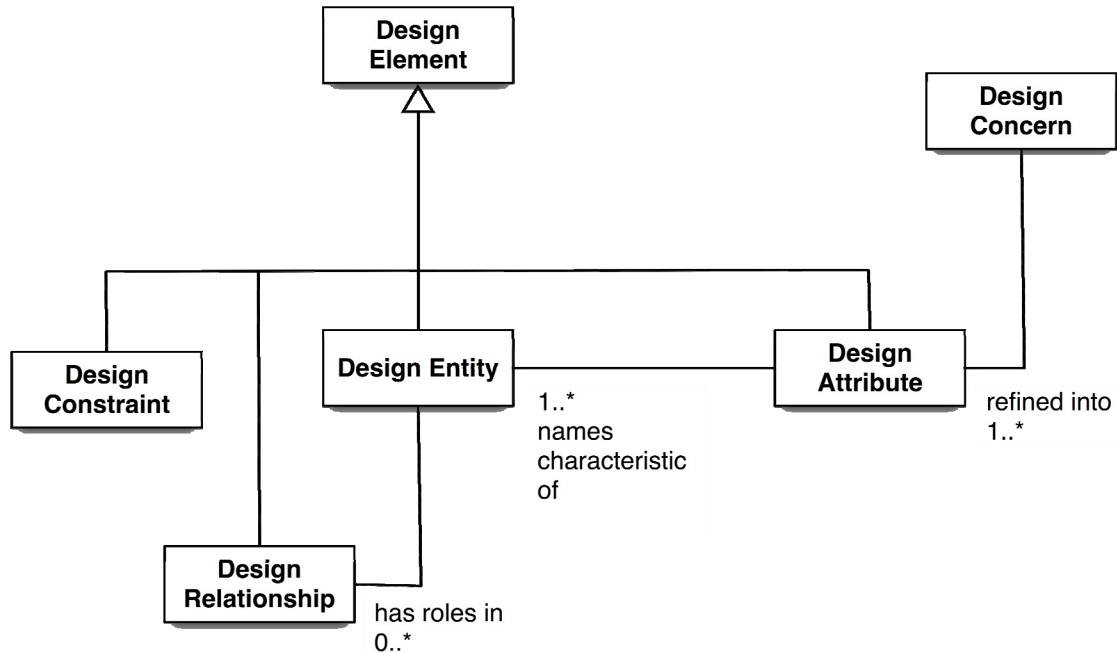 Design
Element
Design
Concern
Design
Constraint
Design Entity
Design
Attribute
1..*
names
characteristic
of
refined into
1..*
Design
Relationship
has roles in
0..*